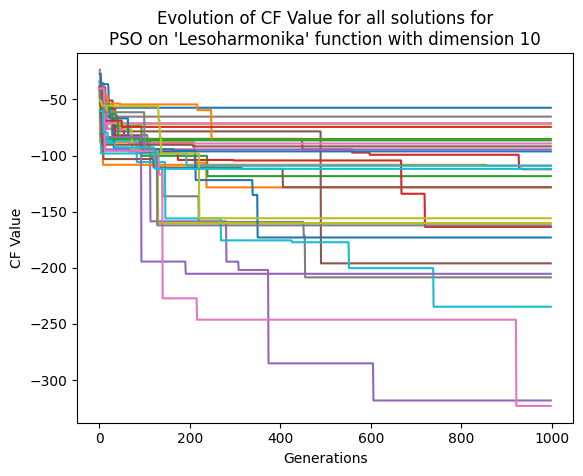 Evolution of CF Value for all solutions for
PSO on 'Lesoharmonika' function with dimension 10
−50
−100
−150
−200
−250
−300
CF Value
0 200 400 600 800 1000
Generations